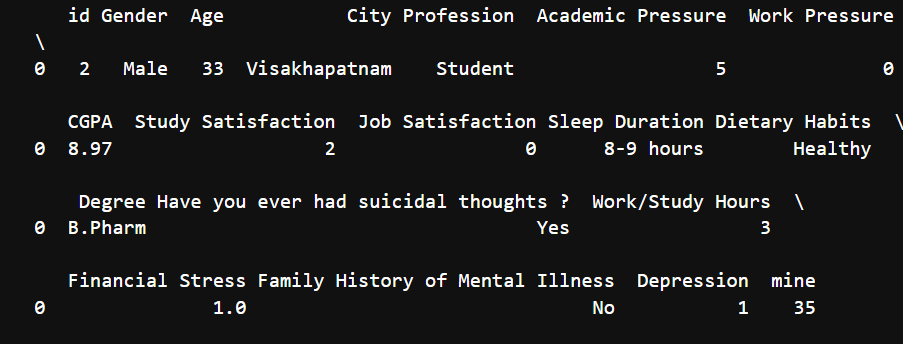 id Gender Age City Profession Academic Pressure Work Pressure
\
0 2 Male 33 Visakhapatnam Student 5 0
CGPA Study Satisfaction Job Satisfaction Sleep Duration Dietary Habits \
0 8.97 2 0 8-9 hours Healthy
Degree Have you ever had suicidal thoughts ? Work/Study Hours \
0 B.Pharm Yes 3
Financial Stress Family History of Mental Illness Depression mine
0 1.0 No 1 35